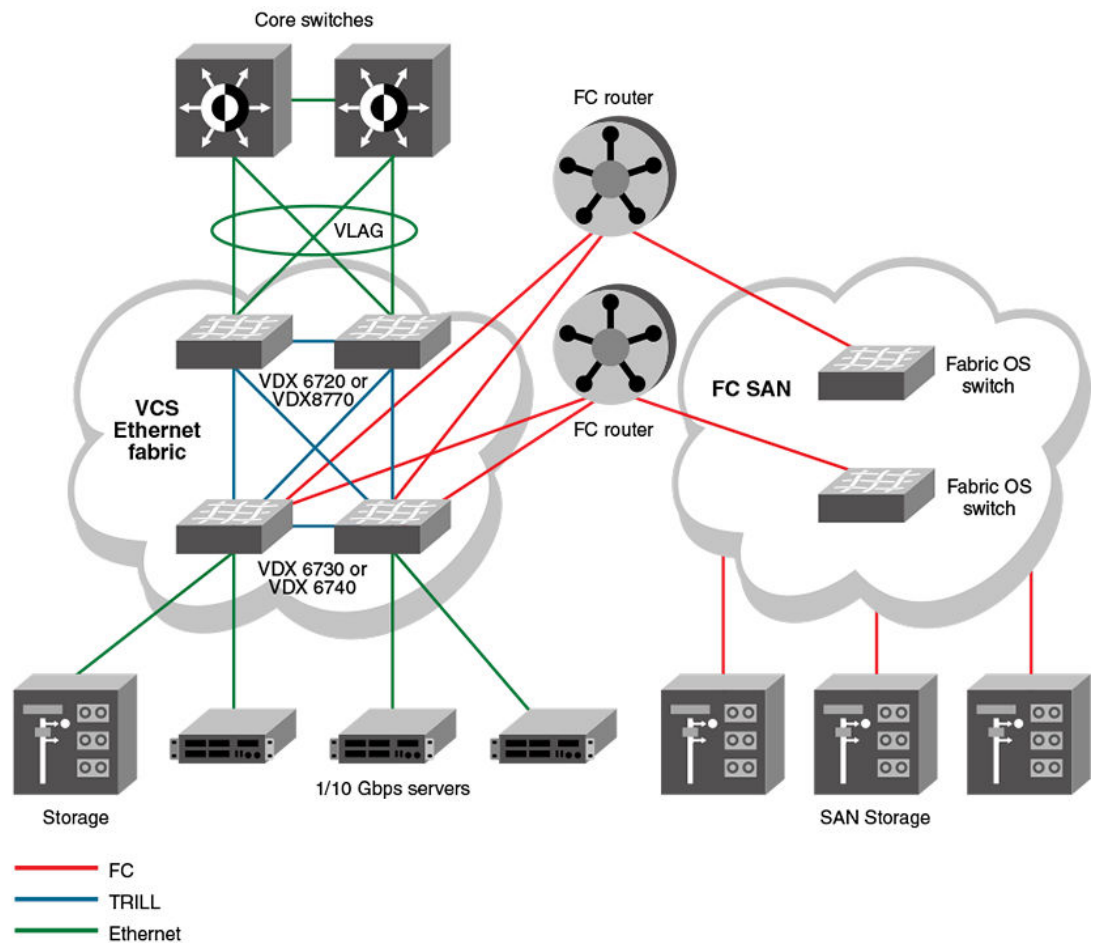 Core switches
FC router
VLAG
VDX 6720 or
VDX8770
VCS
Ethernet
fabric
FC router
FC SAN
Fabric OS
switch
Fabric OS
switch
VDX 6730 or
VDX 6740
Storage
1/10 Gbps servers
SAN Storage
FC
TRILL
Ethernet